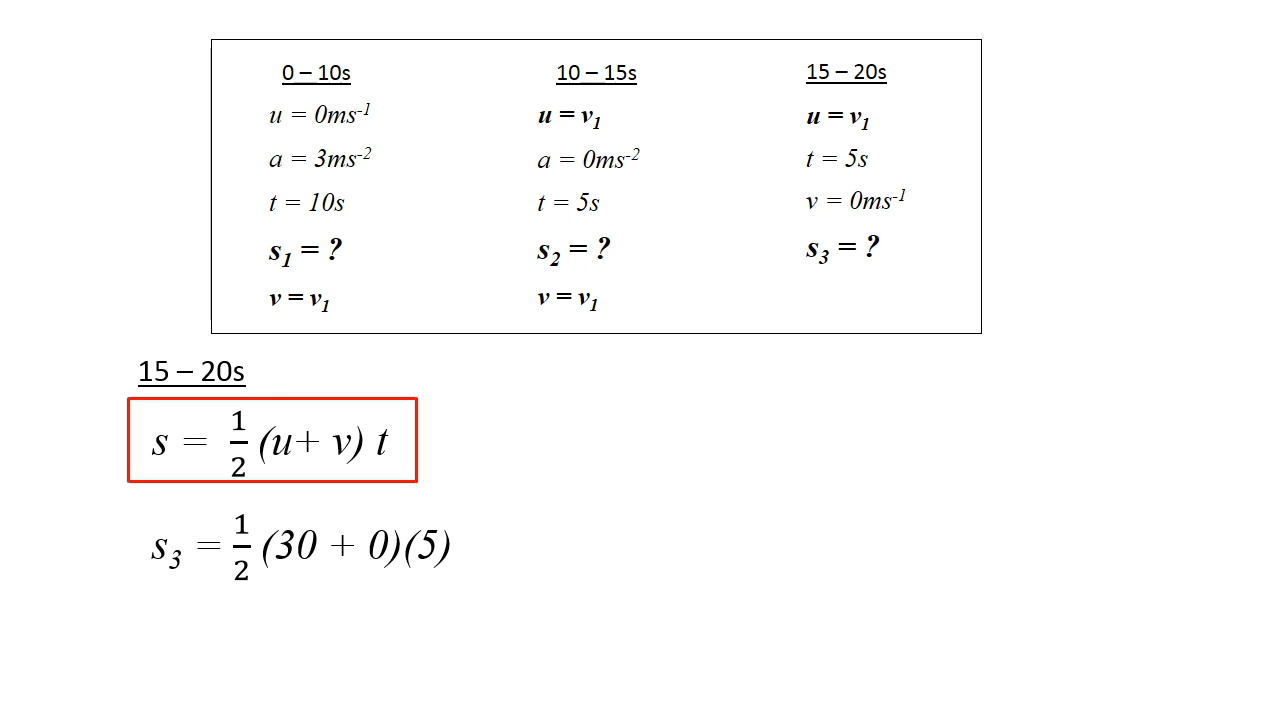 0 – 10s
u = 0ms⁻¹
a = 3ms⁻²
t = 10s
s₁ = ?
v = v₁
10 – 15s
u = v₁
a = 0ms⁻²
t = 5s
s₂ = ?
v = v₁
15 – 20s
u = v₁
t = 5s
v = 0ms⁻¹
s₃ = ?
15 – 20s
s = 1/2 (u+ v) t
s₃ = 1/2 (30 + 0)(5)